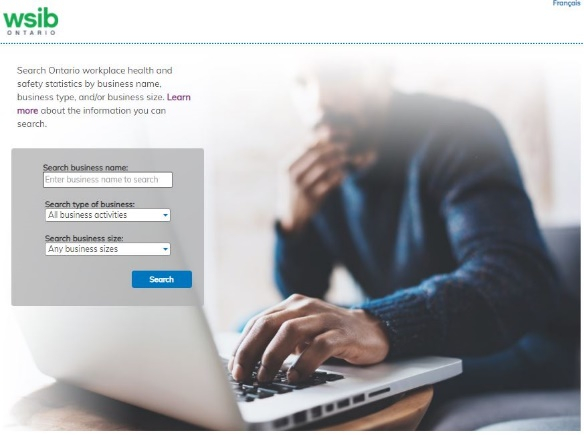 Français
wsib
ONTARIO
Search Ontario workplace health and
safety statistics by business name,
business type, and/or business size. Learn
more about the information you can
search.
Search business name:
Enter business name to search
Search type of business:
All business activities
Search business size:
Any business sizes
Search